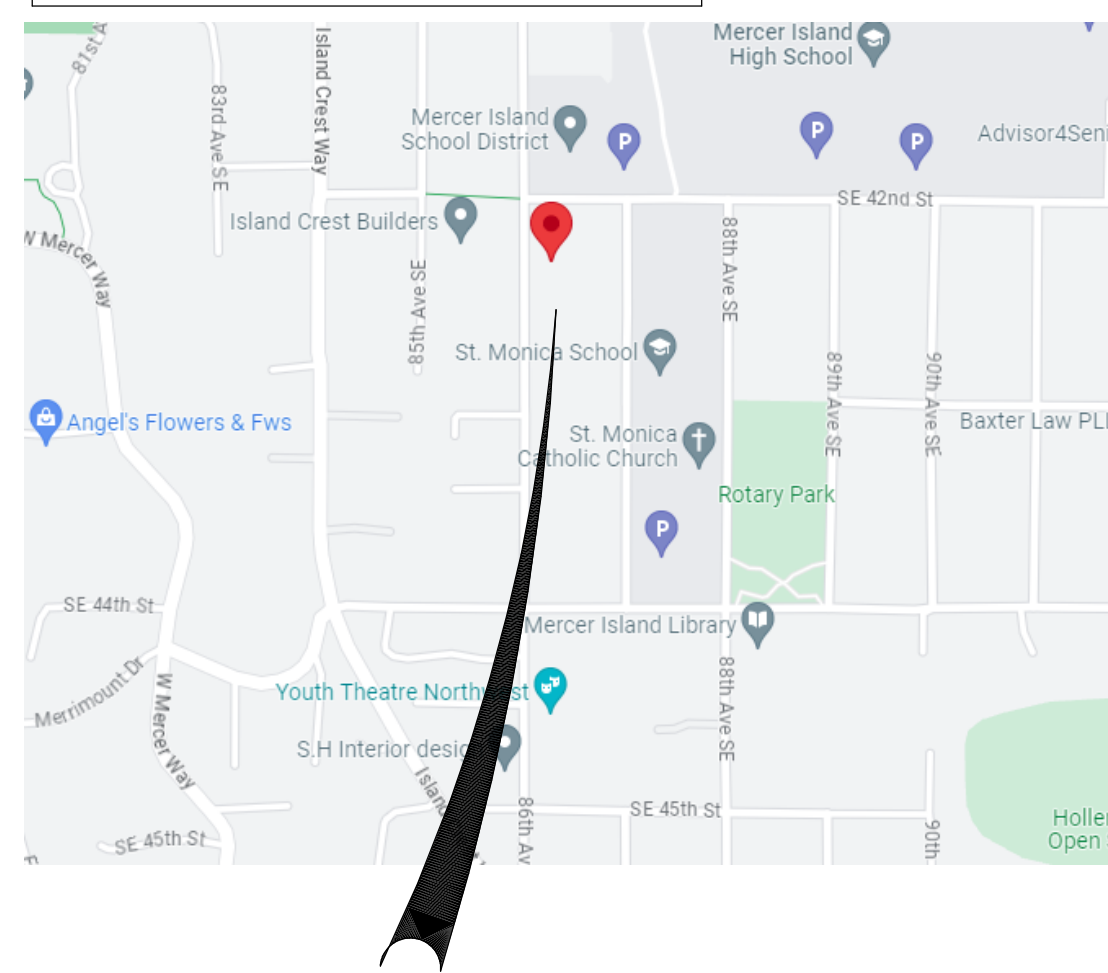 Mercer Island
High School
81st A
Island Crest Way
83rd Ave SE
Mercer Island
School District
P
P
P
Advisor4Seni
SE 42nd St
Island Crest Builders
W Mercer Way
88th Ave SE
85th Ave SE
St. Monica School
89th Ave SE
90th Ave SE
Angel's Flowers & Fws
Baxter Law PLL
St. Monica
Catholic Church
Rotary Park
P
SE 44th St
Mercer Island Library
Merrimount Dr
W Mercer Way
88th Ave SE
Youth Theatre Northwest
S.H Interior desig
Island
86th Av
SE 45th St
SE 45th St
90th
Holler
Open